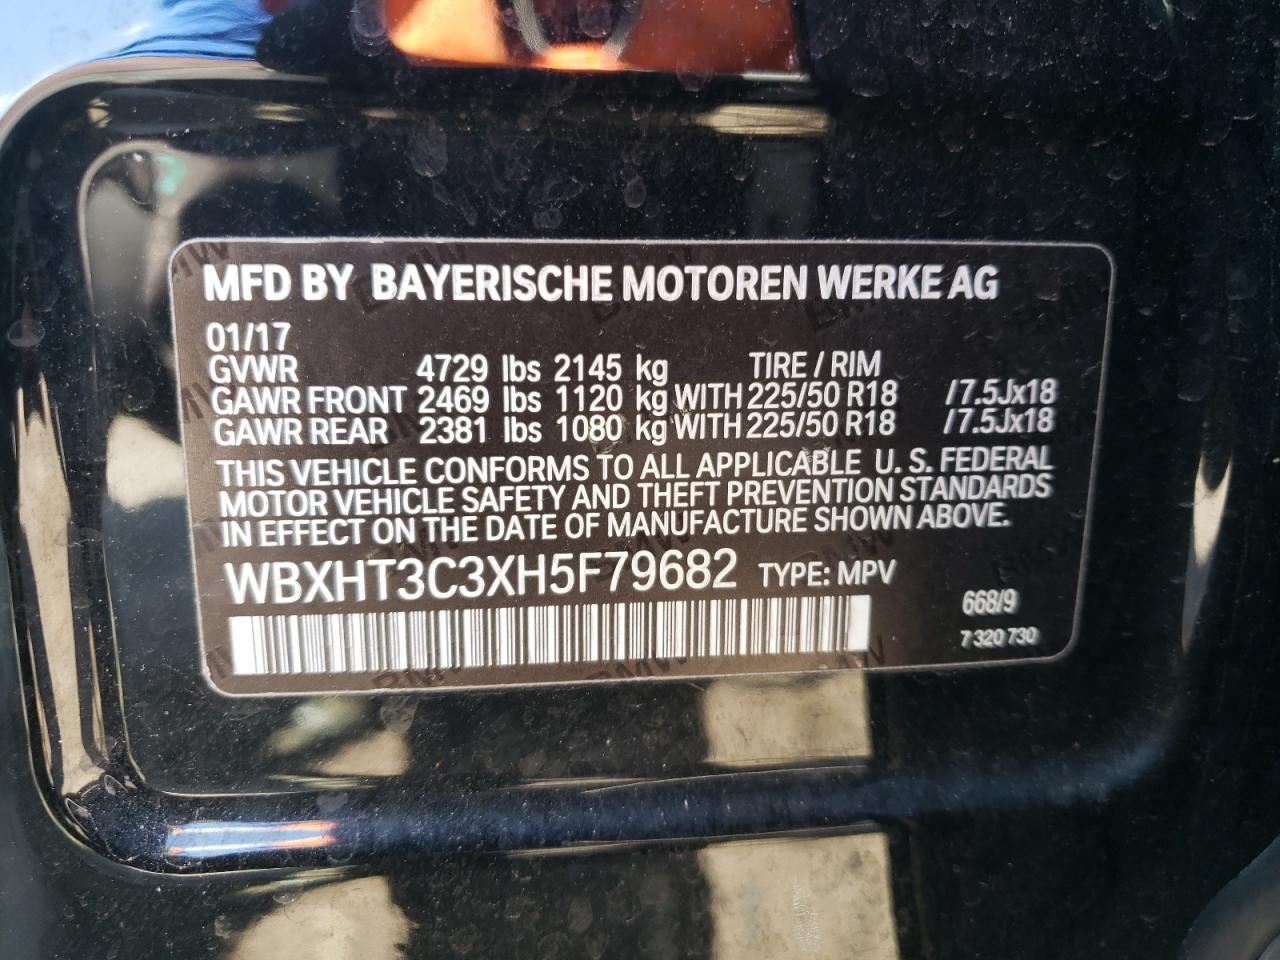 MFD BY BAYERISCHE MOTOREN WERKE AG
01/17
GVWR 4729 lbs 2145 kg TIRE / RIM
GAWR FRONT 2469 lbs 1120 kg WITH 225/50 R18 /7.5Jx18
GAWR REAR 2381 lbs 1080 kg WITH 225/50 R18 /7.5Jx18
THIS VEHICLE CONFORMS TO ALL APPLICABLE U. S. FEDERAL
MOTOR VEHICLE SAFETY AND THEFT PREVENTION STANDARDS
IN EFFECT ON THE DATE OF MANUFACTURE SHOWN ABOVE.
WBXHT3C3XH5F79682 TYPE: MPV
668/9
7 320 730